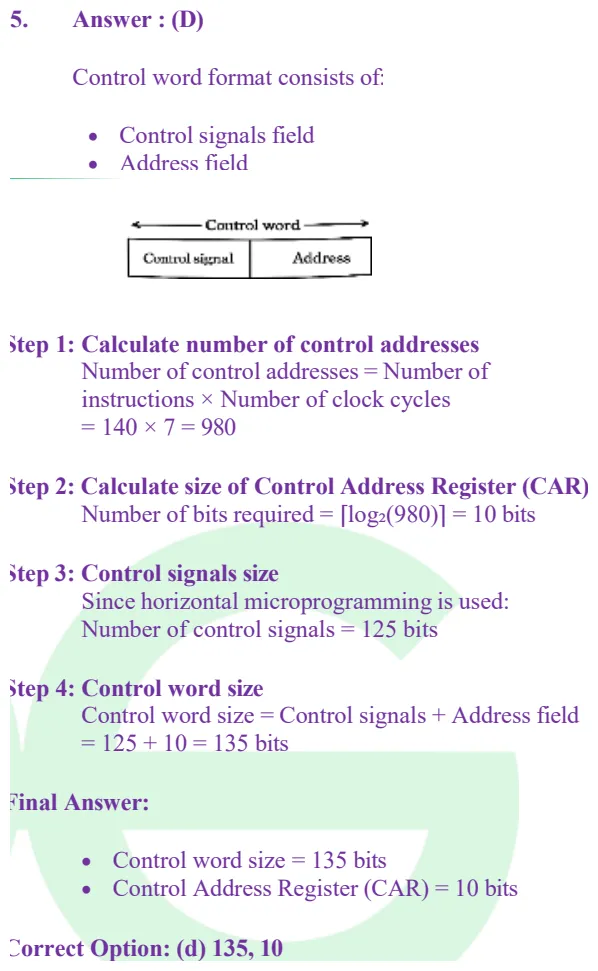 5. Answer : (D)
Control word format consists of:
• Control signals field
• Address field
Control word
Control signal Address
Step 1: Calculate number of control addresses
Number of control addresses = Number of
instructions × Number of clock cycles
= 140 × 7 = 980
Step 2: Calculate size of Control Address Register (CAR)
Number of bits required = ⌈log₂(980)⌉ = 10 bits
Step 3: Control signals size
Since horizontal microprogramming is used:
Number of control signals = 125 bits
Step 4: Control word size
Control word size = Control signals + Address field
= 125 + 10 = 135 bits
Final Answer:
• Control word size = 135 bits
• Control Address Register (CAR) = 10 bits
Correct Option: (d) 135, 10